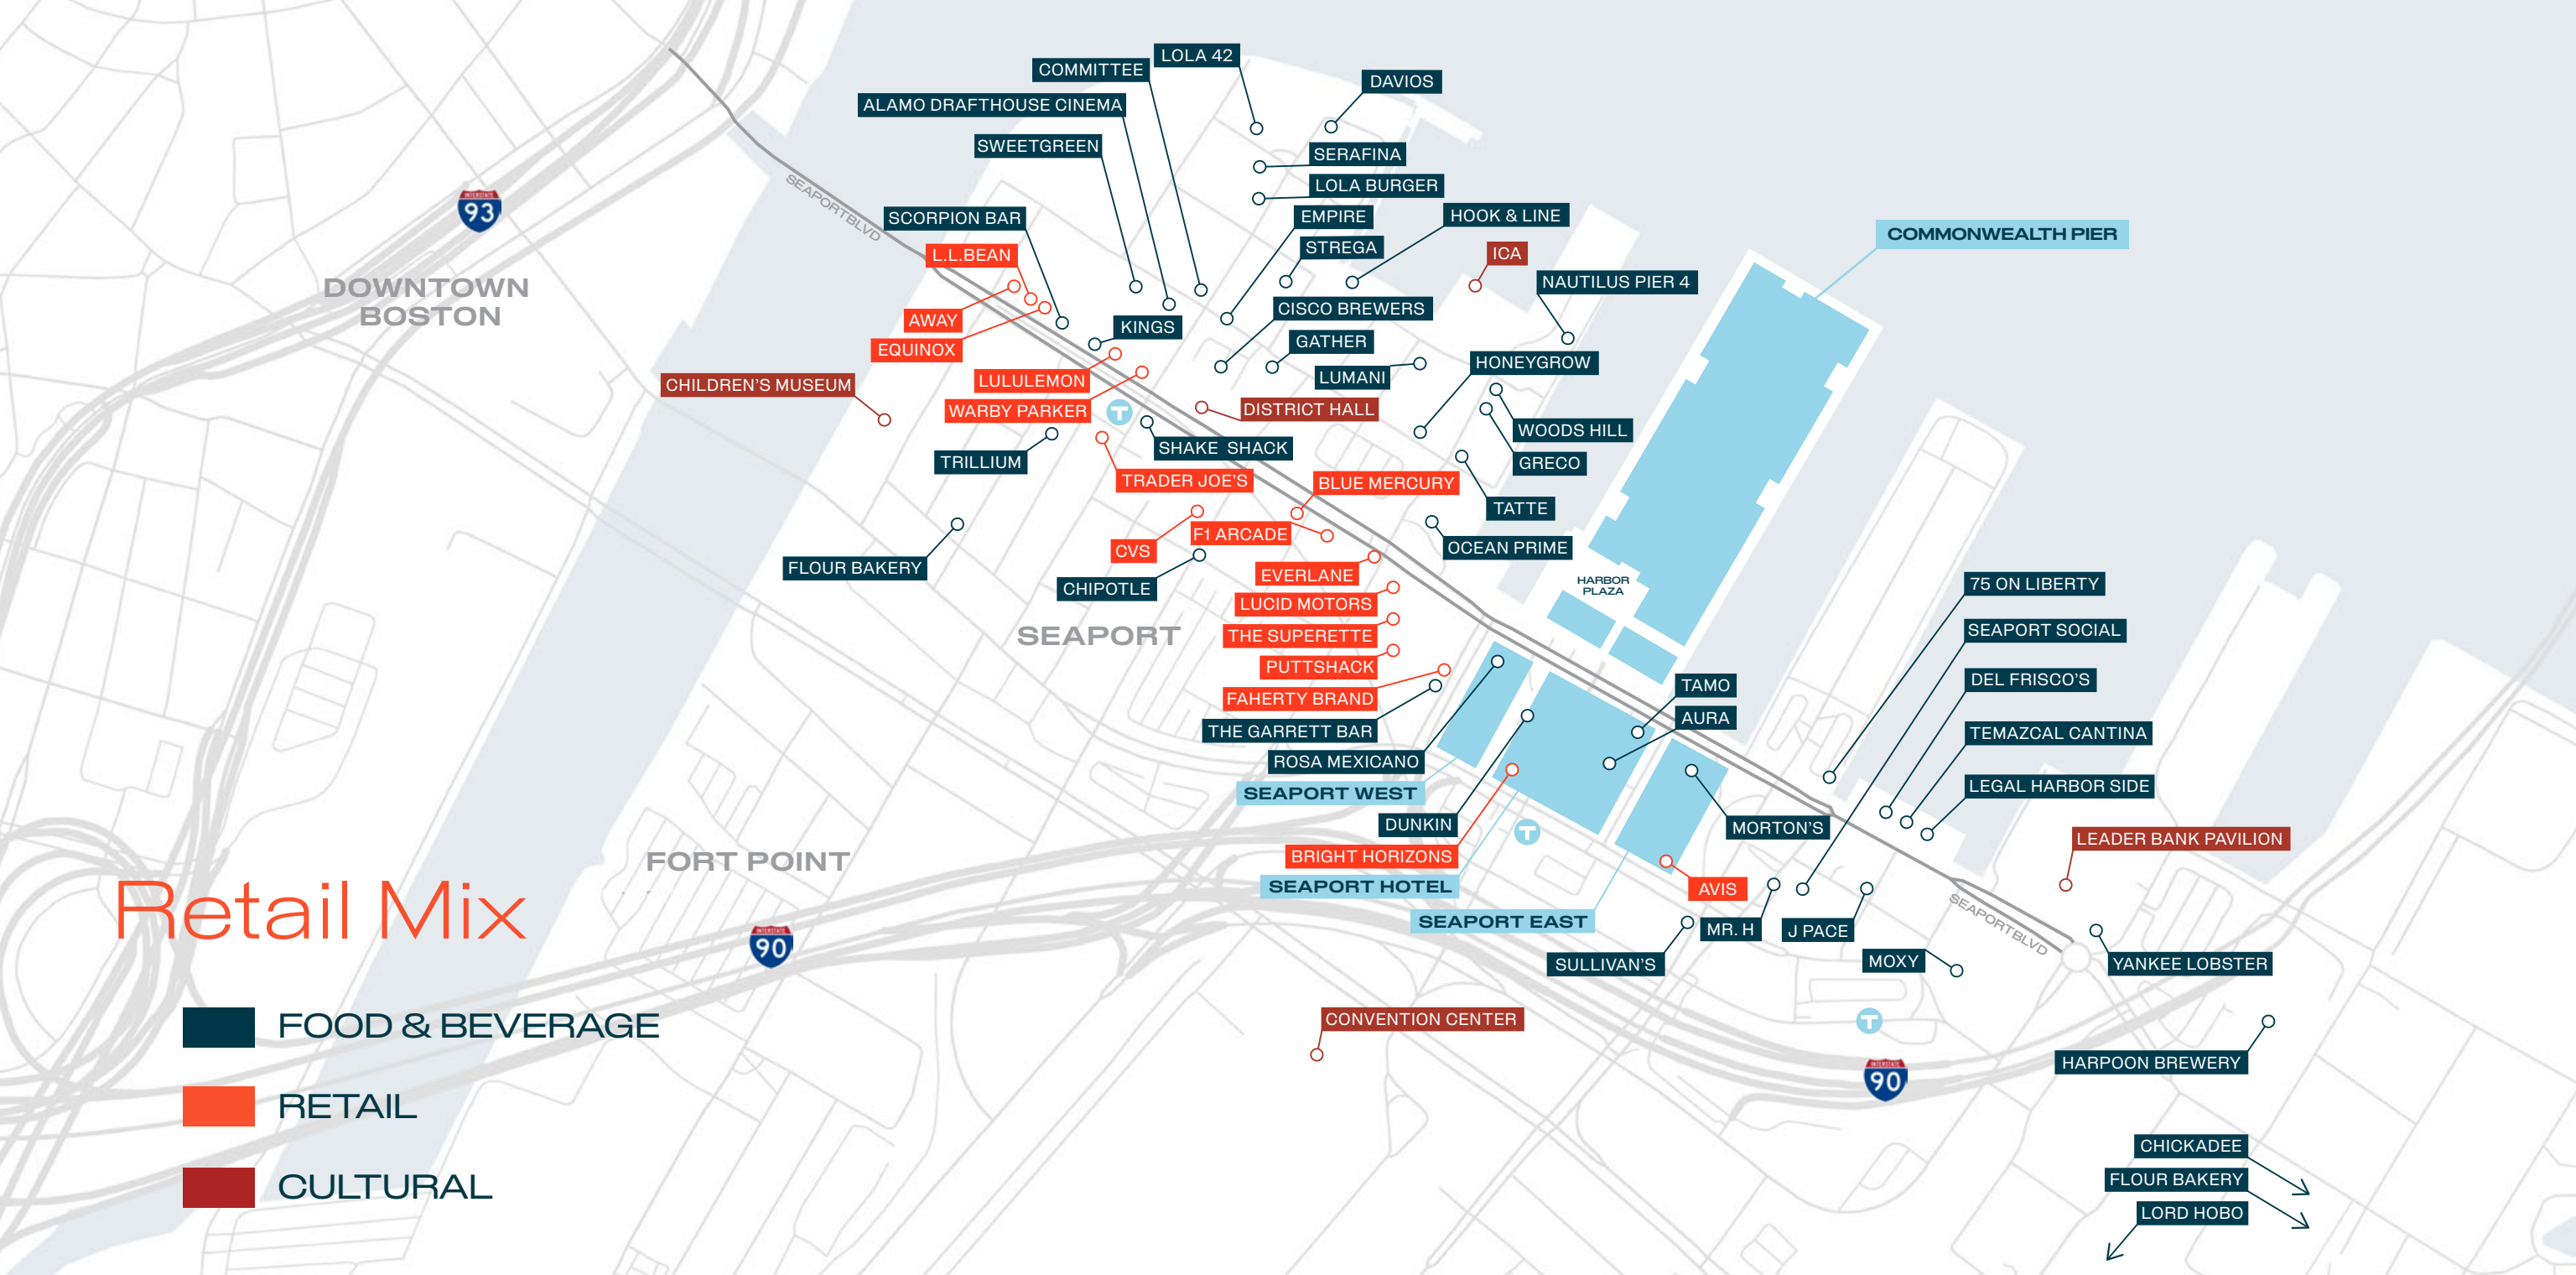 LOLA 42
COMMITTEE
DAVIOS
ALAMO DRAFTHOUSE CINEMA
SWEETGREEN
SERAFINA
LOLA BURGER
SEAPORTBLVD
SCORPION BAR
EMPIRE
HOOK & LINE
INTERSTATE
93
COMMONWEALTH PIER
STREGA
L.L.BEAN
ICA
NAUTILUS PIER 4
DOWNTOWN
BOSTON
CISCO BREWERS
AWAY
KINGS
EQUINOX
GATHER
HONEYGROW
LULULEMON
LUMANI
CHILDREN'S MUSEUM
WARBY PARKER
T
DISTRICT HALL
WOODS HILL
SHAKE SHACK
TRILLIUM
GRECO
TRADER JOE'S
BLUE MERCURY
TATTE
F1 ARCADE
CVS
OCEAN PRIME
FLOUR BAKERY
EVERLANE
CHIPOTLE
HARBOR
PLAZA
75 ON LIBERTY
LUCID MOTORS
SEAPORT
THE SUPERETTE
SEAPORT SOCIAL
PUTTSHACK
FAHERTY BRAND
TAMO
DEL FRISCO'S
THE GARRETT BAR
AURA
TEMAZCAL CANTINA
ROSA MEXICANO
SEAPORT WEST
LEGAL HARBOR SIDE
DUNKIN
T
MORTON'S
LEADER BANK PAVILION
BRIGHT HORIZONS
SEAPORT HOTEL
FORT POINT
AVIS
SEAPORT EAST
SEAPORTBLVD
Retail Mix
MR. H
J PACE
INTERSTATE
90
SULLIVAN'S
MOXY
YANKEE LOBSTER
CONVENTION CENTER
T
FOOD & BEVERAGE
HARPOON BREWERY
INTERSTATE
90
RETAIL
CHICKADEE
FLOUR BAKERY
CULTURAL
LORD HOBO